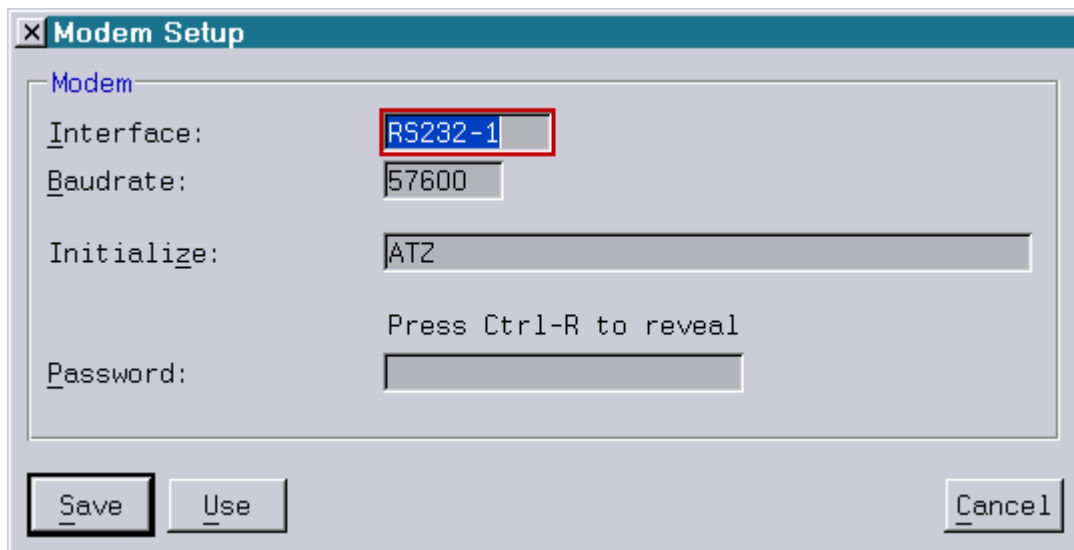 Modem Setup
Modem
Interface: RS232-1
Baudrate: 57600
Initialize: ATZ
Press Ctrl-R to reveal
Password:
Save Use Cancel